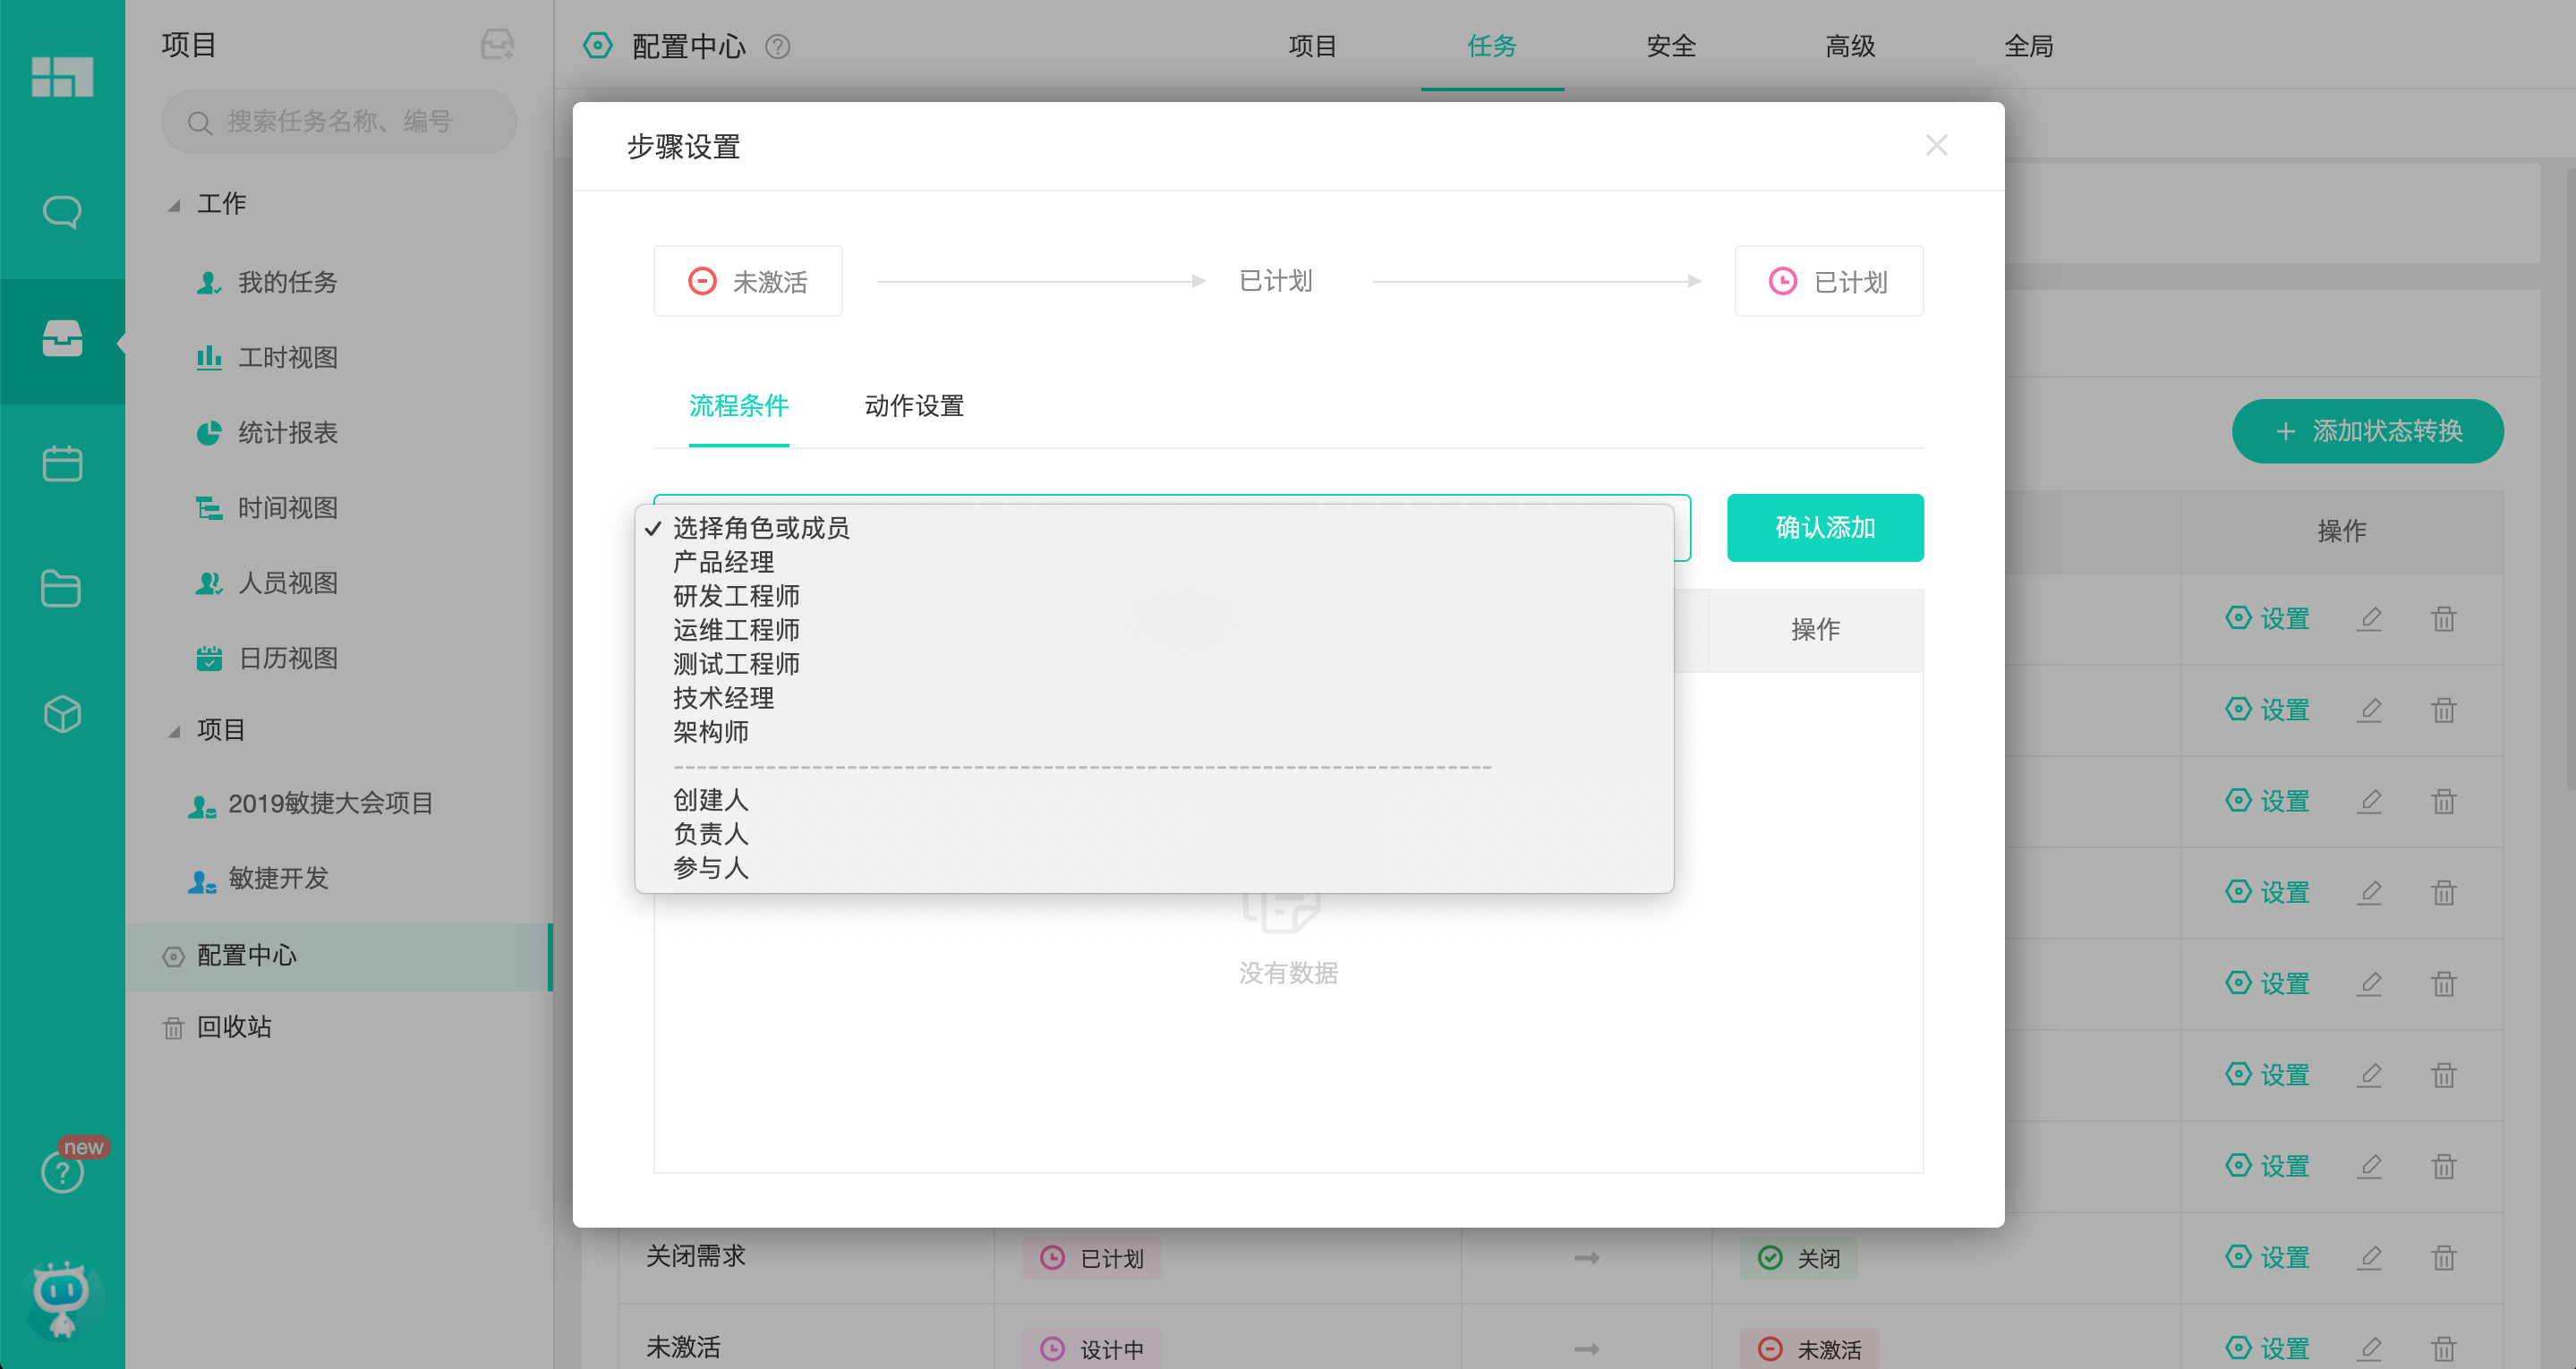 项目
搜索任务名称、编号
工作
我的任务
工时视图
统计报表
时间视图
人员视图
日历视图
项目
2019敏捷大会项目
敏捷开发
配置中心
回收站
new
配置中心
项目 任务 安全 高级 全局
步骤设置
未激活 已计划 已计划
流程条件 动作设置
确认添加
选择角色或成员
产品经理
研发工程师
运维工程师
测试工程师
技术经理
架构师
创建人
负责人
参与人
操作
没有数据
添加状态转换
操作
设置
设置
设置
设置
设置
设置
设置
关闭需求 已计划 关闭 设置
未激活 设计中 未激活 设置